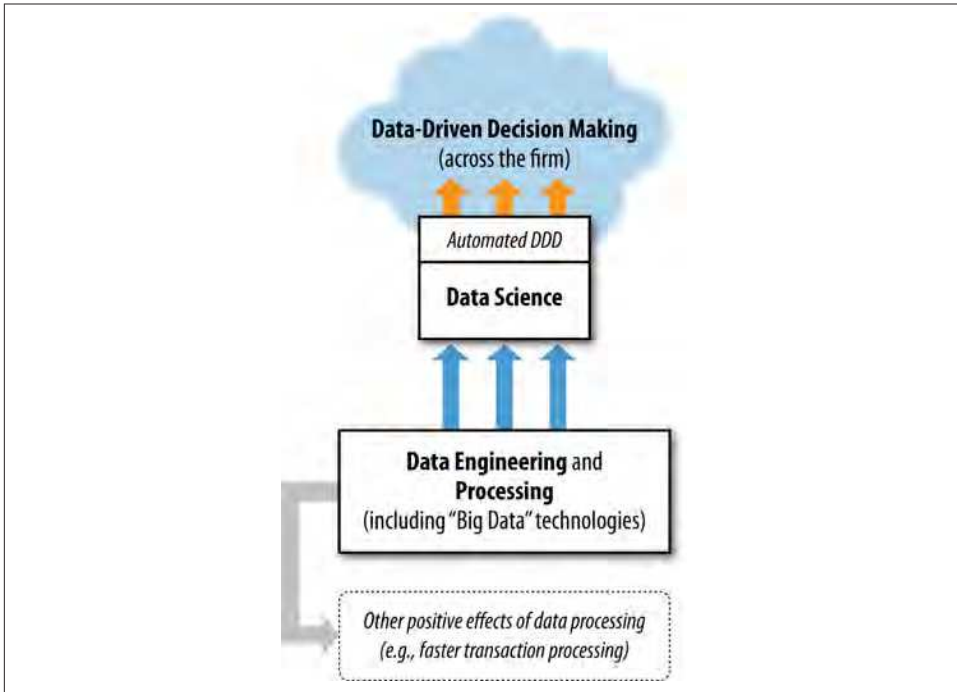 Data-Driven Decision Making
(across the firm)
Automated DDD
Data Science
Data Engineering and
Processing
(including “Big Data” technologies)
Other positive effects of data processing
(e.g., faster transaction processing)